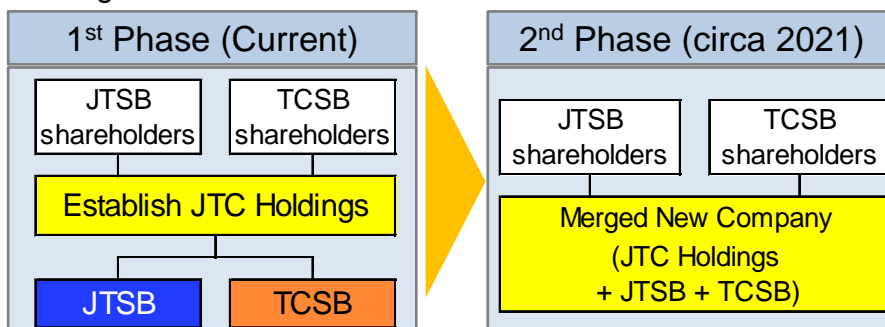 1st Phase (Current)
JTSB shareholders
TCSB shareholders
Establish JTC Holdings
JTSB
TCSB
2nd Phase (circa 2021)
JTSB shareholders
TCSB shareholders
Merged New Company
(JTC Holdings
+ JTSB + TCSB)